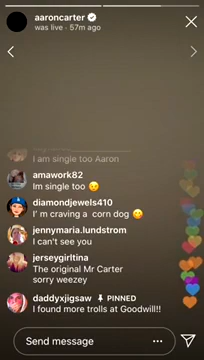 aaroncarter
was live · 57m ago
I am single too Aaron
amawork82
Im single too 😉
diamondjewels410
I' m craving a corn dog 😋
jennymaria.lundstrom
I can't see you
jerseygirltina
The original Mr Carter
sorry weezey
daddyxjigsaw PINNED
I found more trolls at Goodwill!!
Send message